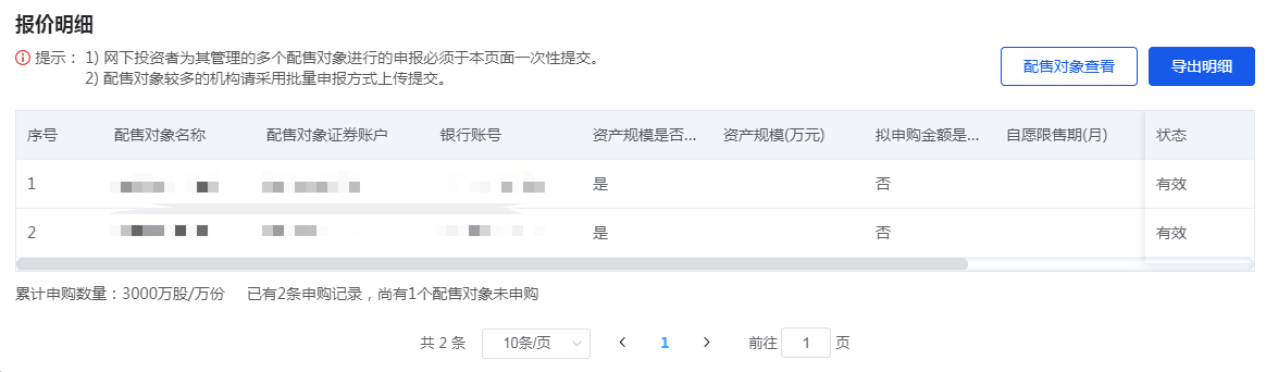 报价明细
提示： 1) 网下投资者为其管理的多个配售对象进行的申报必须于本页面一次性提交。
2) 配售对象较多的机构请采用批量申报方式上传提交。
配售对象查看 导出明细
序号 配售对象名称 配售对象证券账户 银行账号 资产规模是否... 资产规模(万元) 拟申购金额是... 自愿限售期(月) 状态
1 是 否 有效
2 是 否 有效
累计申购数量：3000万股/万份 已有2条申购记录，尚有1个配售对象未申购
共 2 条 10条/页 1 前往 1 页